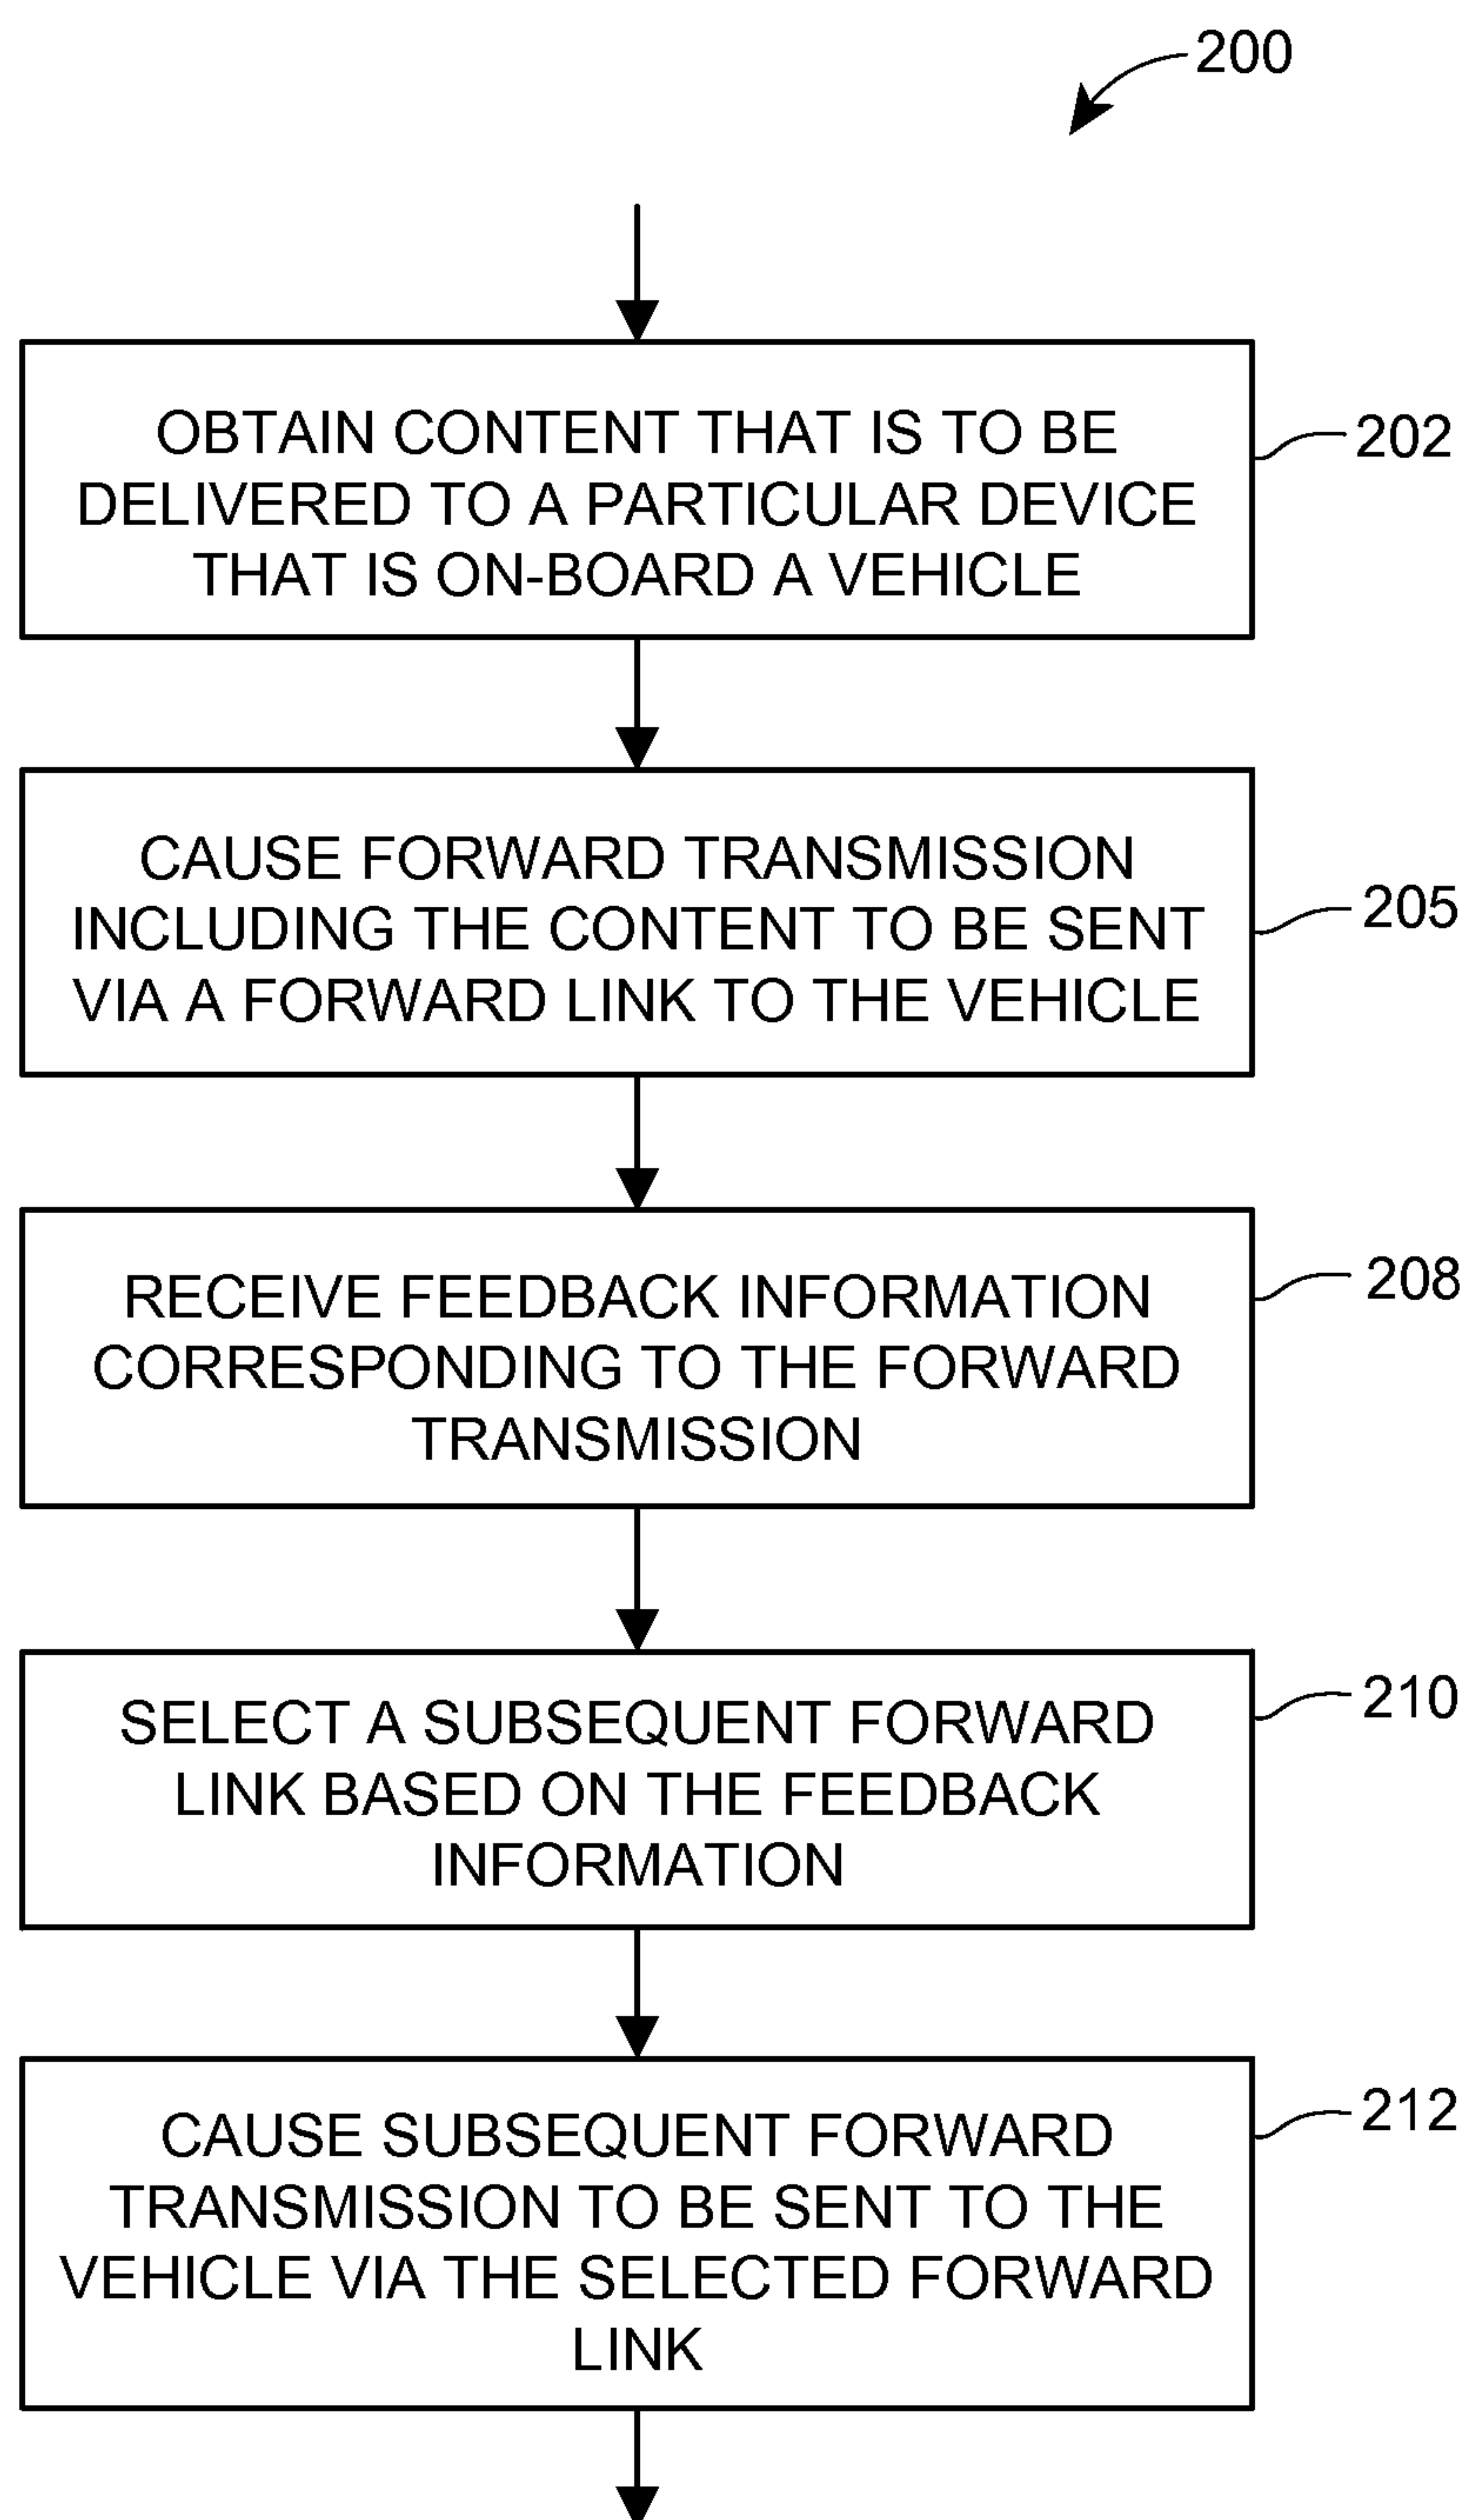 200
OBTAIN CONTENT THAT IS TO BE
DELIVERED TO A PARTICULAR DEVICE
THAT IS ON-BOARD A VEHICLE
202
CAUSE FORWARD TRANSMISSION
INCLUDING THE CONTENT TO BE SENT
VIA A FORWARD LINK TO THE VEHICLE
205
RECEIVE FEEDBACK INFORMATION
CORRESPONDING TO THE FORWARD
TRANSMISSION
208
SELECT A SUBSEQUENT FORWARD
LINK BASED ON THE FEEDBACK
INFORMATION
210
CAUSE SUBSEQUENT FORWARD
TRANSMISSION TO BE SENT TO THE
VEHICLE VIA THE SELECTED FORWARD
LINK
212